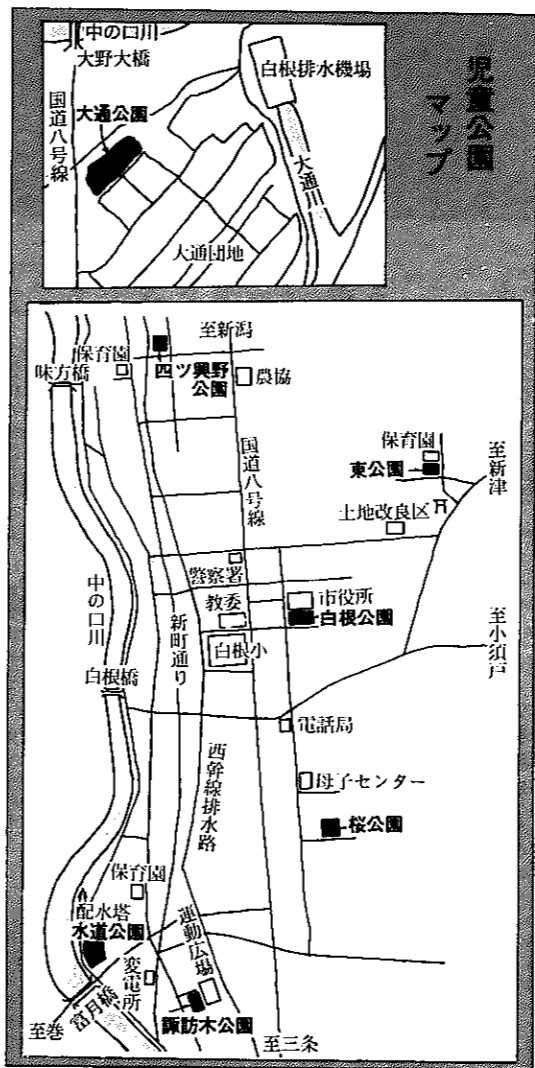 児童公園
マップ
中の口川
大野大橋
国道八号線
大通公園
白根排水機場
大通川
大通団地
至新潟
保育園
味方橋
四ツ興野
公園
農協
国道八号線
保育園
東公園
至新津
土地改良区
警察署
市役所
教委
白根公園
中の口川
新町通り
白根小
至小須戸
白根橋
電話局
西幹線排水路
母子センター
桜公園
保育園
配水塔
水道公園
運動広場
変電所
富月橋
諏訪木公園
至巻
至三条